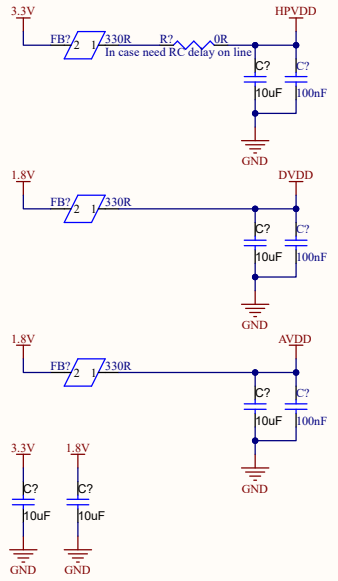 3.3V HPVDD
FB? 2 1 330R R? 0R
In case need RC delay on line
C? C?
10uF 100nF
GND
1.8V DVDD
FB? 2 1 330R
C? C?
10uF 100nF
GND
1.8V AVDD
FB? 2 1 330R
C? C?
10uF 100nF
3.3V 1.8V
GND
C? C?
10uF 10uF
GND GND